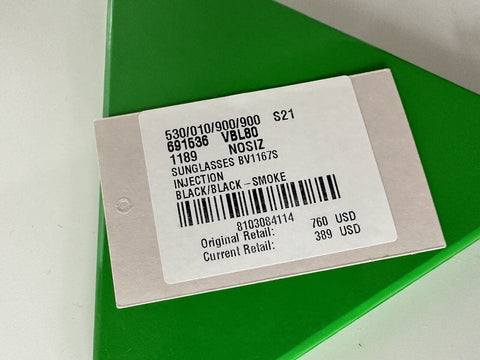 530/010/900/900 S21
691536 VBL80
1189 NOSIZ
SUNGLASSES BV1167S
INJECTION
BLACK/BLACK-SMOKE
8103084114
Original Retail: 760 USD
Current Retail: 389 USD